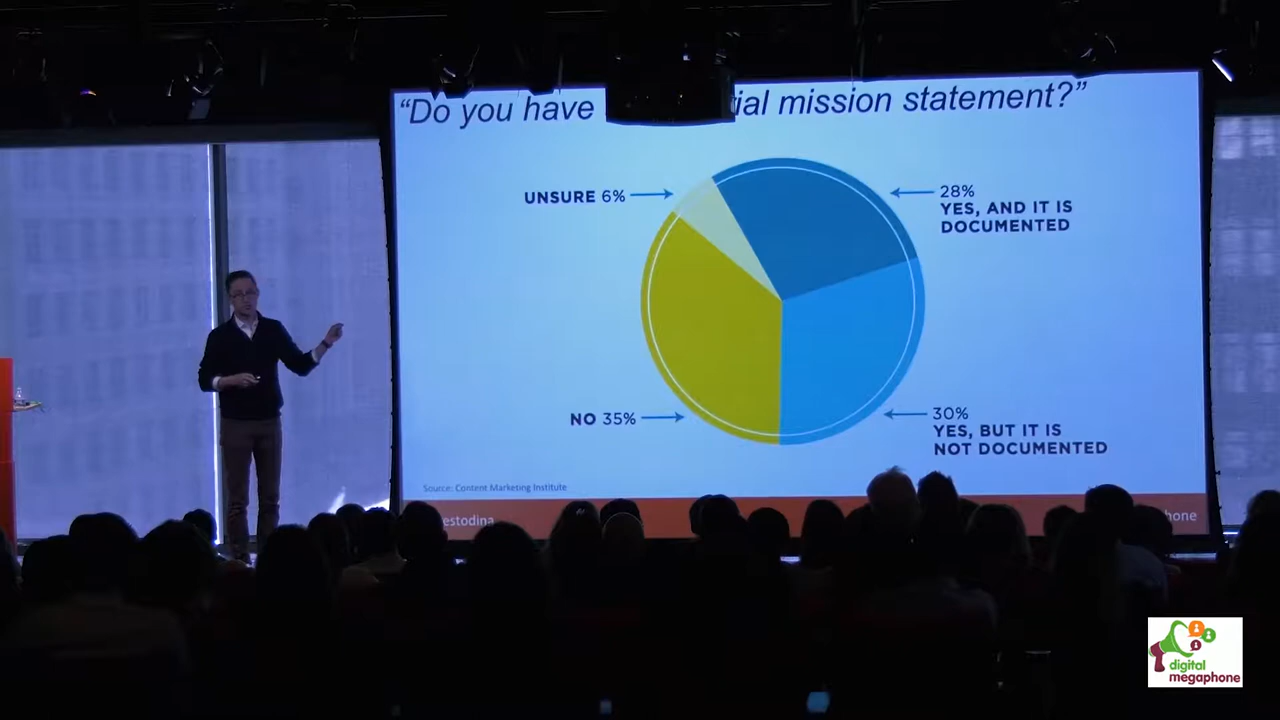 “Do you have ial mission statement?”
UNSURE 6%
28%
YES, AND IT IS
DOCUMENTED
NO 35%
30%
YES, BUT IT IS
NOT DOCUMENTED
Source: Content Marketing Institute
estodina
hone
digital
megaphone